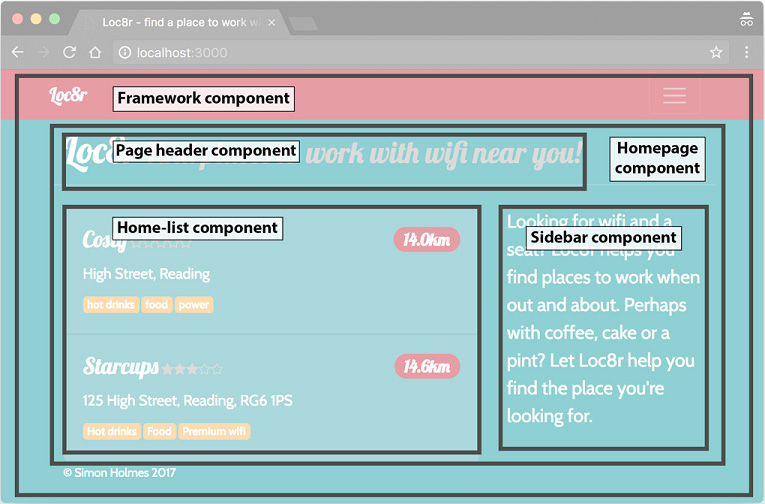 Loc8r - find a place to work w
localhost:3000
Loc8r
Framework component
Loc8
Page header component
work with wifi near you!
Homepage
component
Home-list component
Costy
14.0km
High Street, Reading
hot drinks food power
Starcups
14.6km
125 High Street, Reading, RG6 1PS
Hot drinks Food Premium wifi
Looking for wifi and a
Sidebar component
seat? Loc8r helps you
find places to work when
out and about. Perhaps
with coffee, cake or a
pint? Let Loc8r help you
find the place you're
looking for.
© Simon Holmes 2017